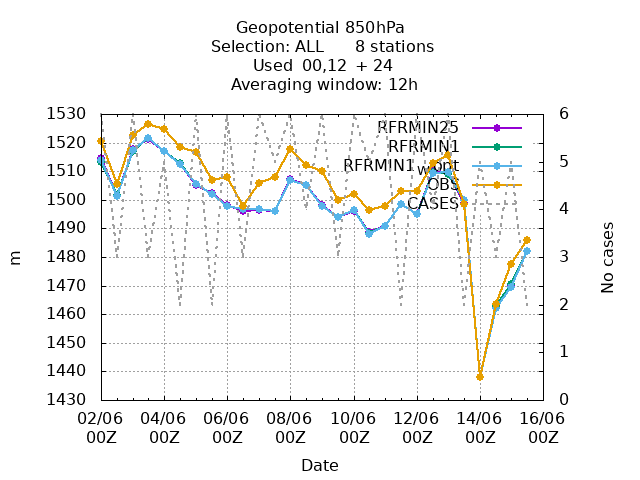 Geopotential 850hPa
Selection: ALL 8 stations
Used 00,12 + 24
Averaging window: 12h
1530
1520
1510
1500
1490
1480
1470
1460
1450
1440
1430
m
6
5
4
3
2
1
0
No cases
RFRMIN25
RFRMIN1
RFRMIN1wpnt
OBS
CASES
02/06 04/06 06/06 08/06 10/06 12/06 14/06 16/06
00Z 00Z 00Z 00Z 00Z 00Z 00Z 00Z
Date